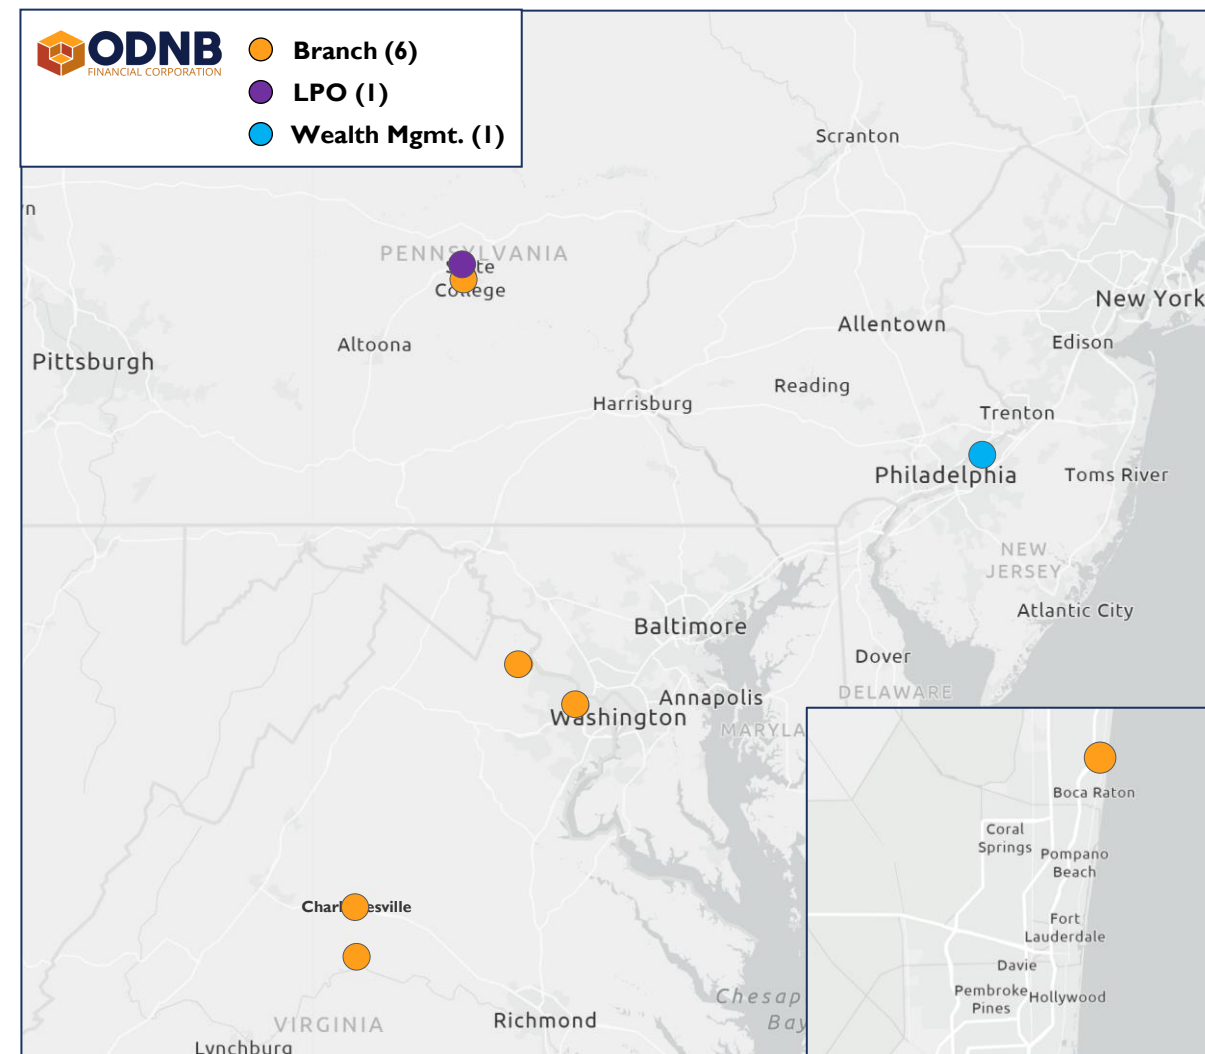 ODNB
FINANCIAL CORPORATION
Branch (6)
LPO (1)
Wealth Mgmt. (1)
Scranton
PENNSYLVANIA
College
New York
Allentown
Edison
Altoona
Pittsburgh
Reading
Harrisburg
Trenton
Philadelphia
Toms River
NEW
JERSEY
Atlantic City
Baltimore
Dover
DELAWARE
Annapolis
Washington
MARYLA
Boca Raton
Coral
Springs
Pompano
Beach
Charlottesville
Fort
Lauderdale
Davie
Pembroke
Pines
Hollywood
Chesap
Bay
Richmond
VIRGINIA
Lynchburg